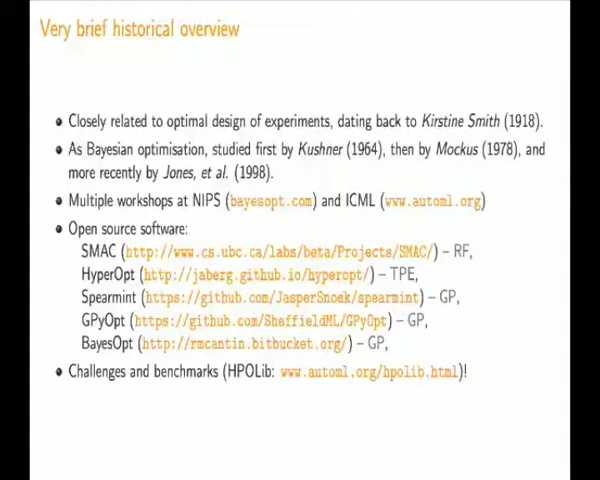 Very brief historical overview
• Closely related to optimal design of experiments, dating back to Kirstine Smith (1918).
• As Bayesian optimisation, studied first by Kushner (1964), then by Mockus (1978), and
more recently by Jones, et al. (1998).
• Multiple workshops at NIPS (bayesopt.com) and ICML (www.automl.org)
• Open source software:
SMAC (http://www.cs.ubc.ca/labs/beta/Projects/SMAC/) – RF,
HyperOpt (http://jaberg.github.io/hyperopt/) – TPE,
Spearmint (https://github.com/JasperSnoek/spearmint) – GP,
GPyOpt (https://github.com/SheffieldML/GPyOpt) – GP,
BayesOpt (http://rmcantin.bitbucket.org/) – GP,
• Challenges and benchmarks (HPOLib: www.automl.org/hpolib.html)!